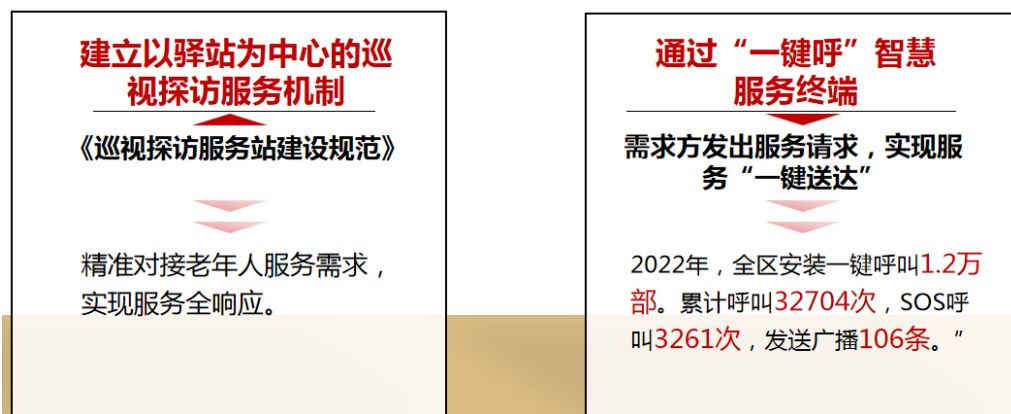 建立以驿站为中心的巡
视探访服务机制
《巡视探访服务站建设规范》
精准对接老年人服务需求，
实现服务全响应。
通过“一键呼”智慧
服务终端
需求方发出服务请求，实现服
务“一键送达”
2022年，全区安装一键呼叫1.2万
部。累计呼叫32704次，SOS呼
叫3261次，发送广播106条。”